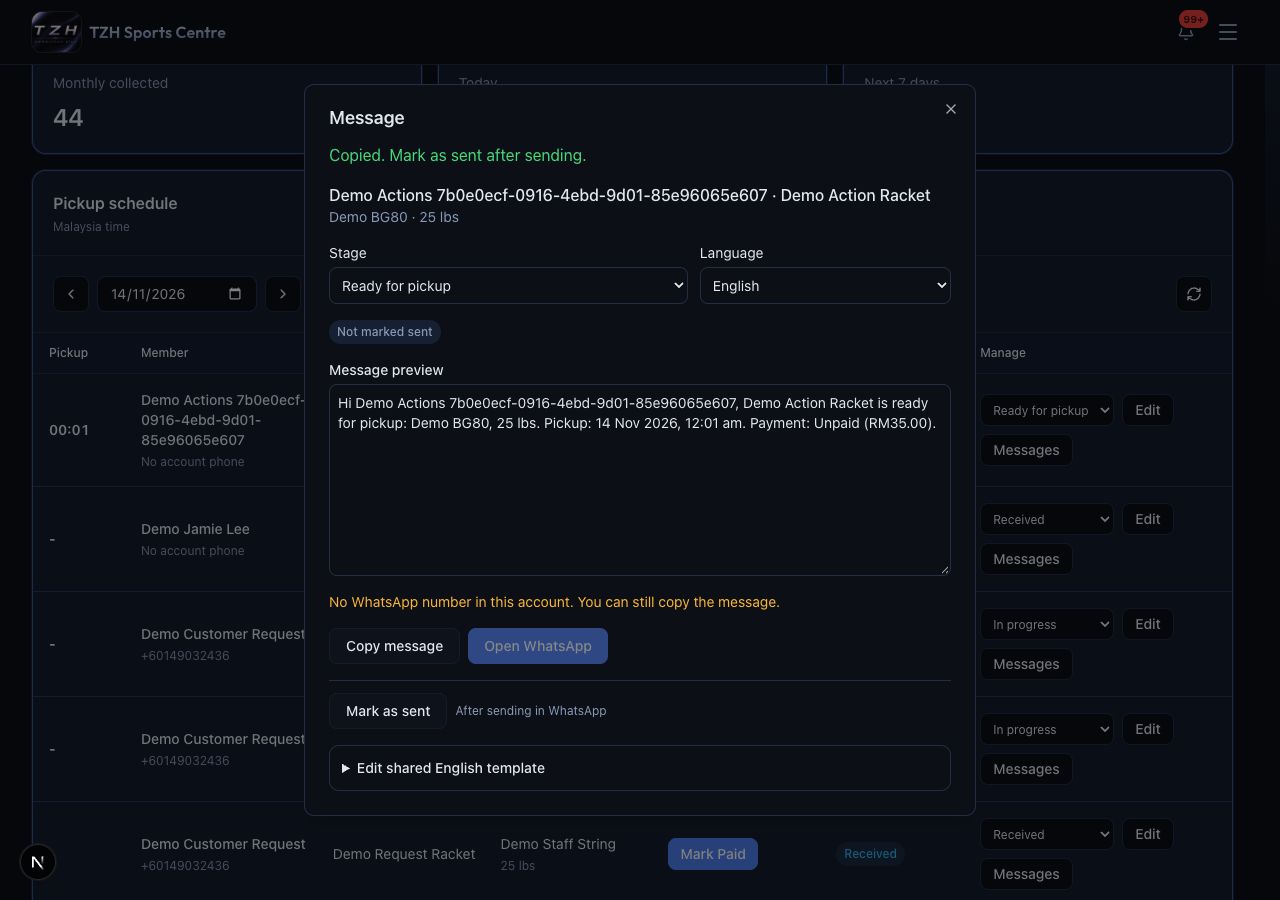 TZH
TZH Sports Centre
99+
Monthly collected
Today
Next 7 days
44
Message
Copied. Mark as sent after sending.
Demo Actions 7b0e0ecf-0916-4ebd-9d01-85e96065e607 · Demo Action Racket
Demo BG80 · 25 lbs
Stage
Language
Ready for pickup
English
Not marked sent
Message preview
Hi Demo Actions 7b0e0ecf-0916-4ebd-9d01-85e96065e607, Demo Action Racket is ready
for pickup: Demo BG80, 25 lbs. Pickup: 14 Nov 2026, 12:01 am. Payment: Unpaid (RM35.00).
No WhatsApp number in this account. You can still copy the message.
Copy message
Open WhatsApp
Mark as sent
After sending in WhatsApp
Edit shared English template
Pickup schedule
Malaysia time
14/11/2026
Pickup
Member
Manage
00:01
Demo Actions 7b0e0ecf-
0916-4ebd-9d01-
85e96065e607
No account phone
Ready for pickup
Edit
Messages
-
Demo Jamie Lee
No account phone
Received
Edit
Messages
-
Demo Customer Request
+60149032436
In progress
Edit
Messages
-
Demo Customer Request
+60149032436
In progress
Edit
Messages
Demo Customer Request
+60149032436
Demo Request Racket
Demo Staff String
25 lbs
Mark Paid
Received
Received
Edit
Messages
N